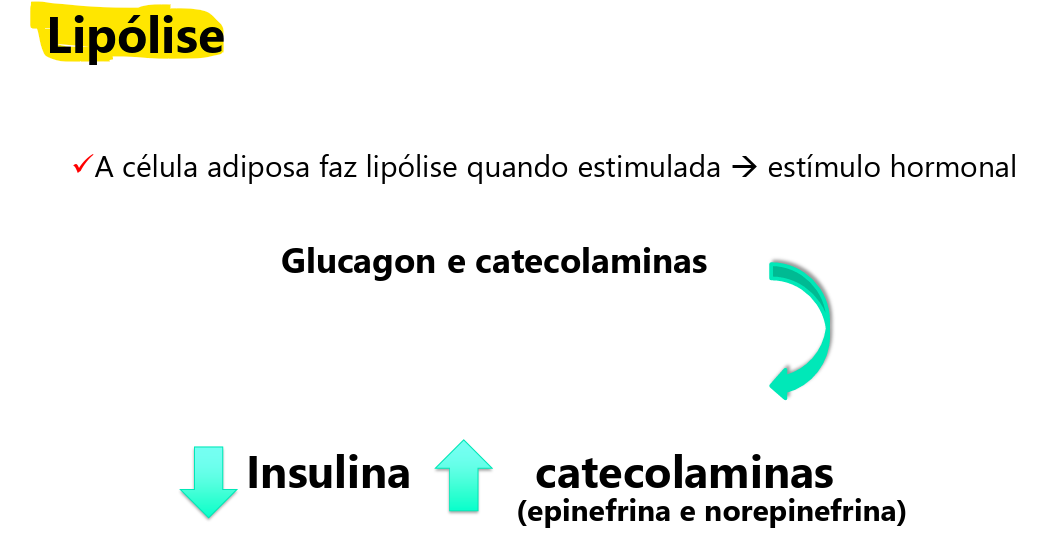 Lipólise
✓A célula adiposa faz lipólise quando estimulada → estímulo hormonal
Glucagon e catecolaminas
Insulina catecolaminas
(epinefrina e norepinefrina)